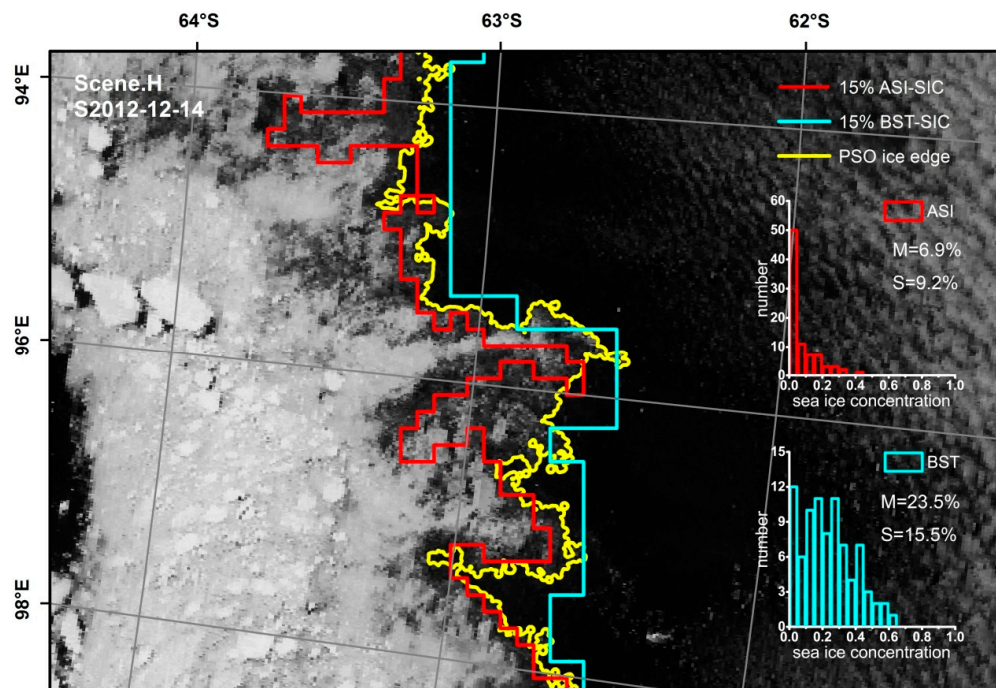 64°S 63°S 62°S
94°E
96°E
98°E
Scene.H
S2012-12-14
15% ASI-SIC
15% BST-SIC
PSO ice edge
60
50
40
30
20
10
0
number
ASI
M=6.9%
S=9.2%
0.0 0.2 0.4 0.6 0.8 1.0
sea ice concentration
15
12
9
6
3
0
number
BST
M=23.5%
S=15.5%
0.0 0.2 0.4 0.6 0.8 1.0
sea ice concentration